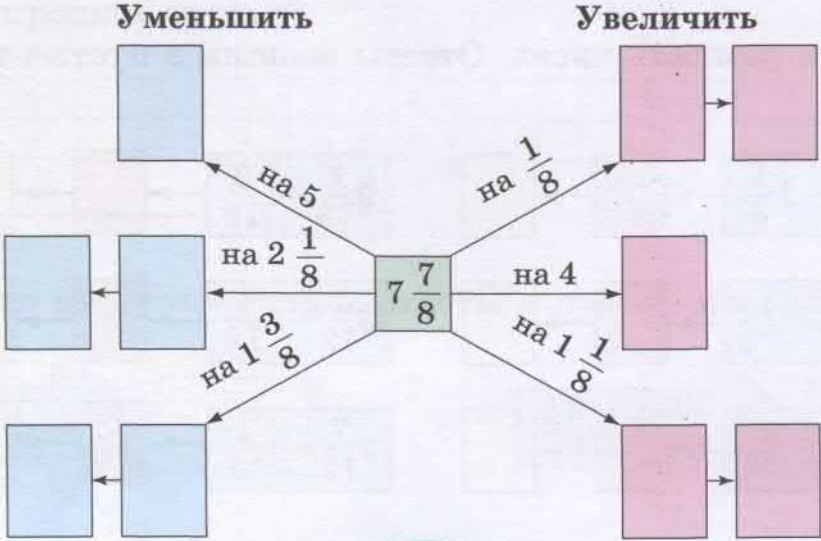 Уменьшить
Увеличить
на 5
на 1/8
на 2 1/8
7 7/8
на 4
на 1 3/8
на 1 1/8